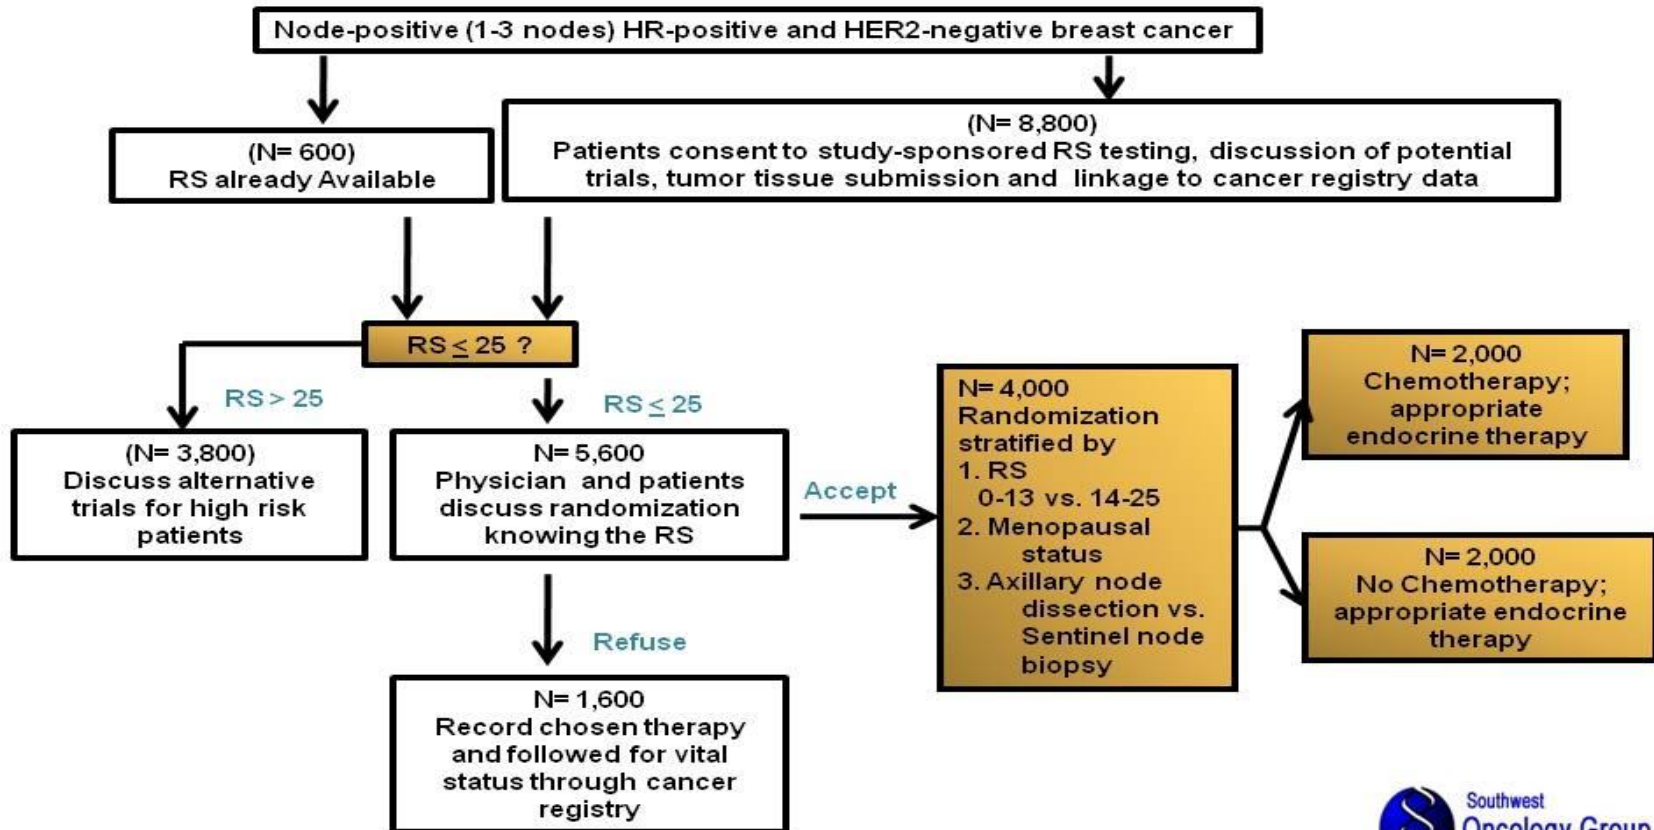 Node-positive (1-3 nodes) HR-positive and HER2-negative breast cancer
(N= 600)
RS already Available
(N= 8,800)
Patients consent to study-sponsored RS testing, discussion of potential
trials, tumor tissue submission and linkage to cancer registry data
RS ≤ 25 ?
RS > 25
RS ≤ 25
(N= 3,800)
Discuss alternative
trials for high risk
patients
N= 5,600
Physician and patients
discuss randomization
knowing the RS
Accept
N= 4,000
Randomization
stratified by
1. RS
0-13 vs. 14-25
2. Menopausal
status
3. Axillary node
dissection vs.
Sentinel node
biopsy
N= 2,000
Chemotherapy;
appropriate
endocrine therapy
N= 2,000
No Chemotherapy;
appropriate endocrine
therapy
Refuse
N= 1,600
Record chosen therapy
and followed for vital
status through cancer
registry
Southwest
Oncology Group